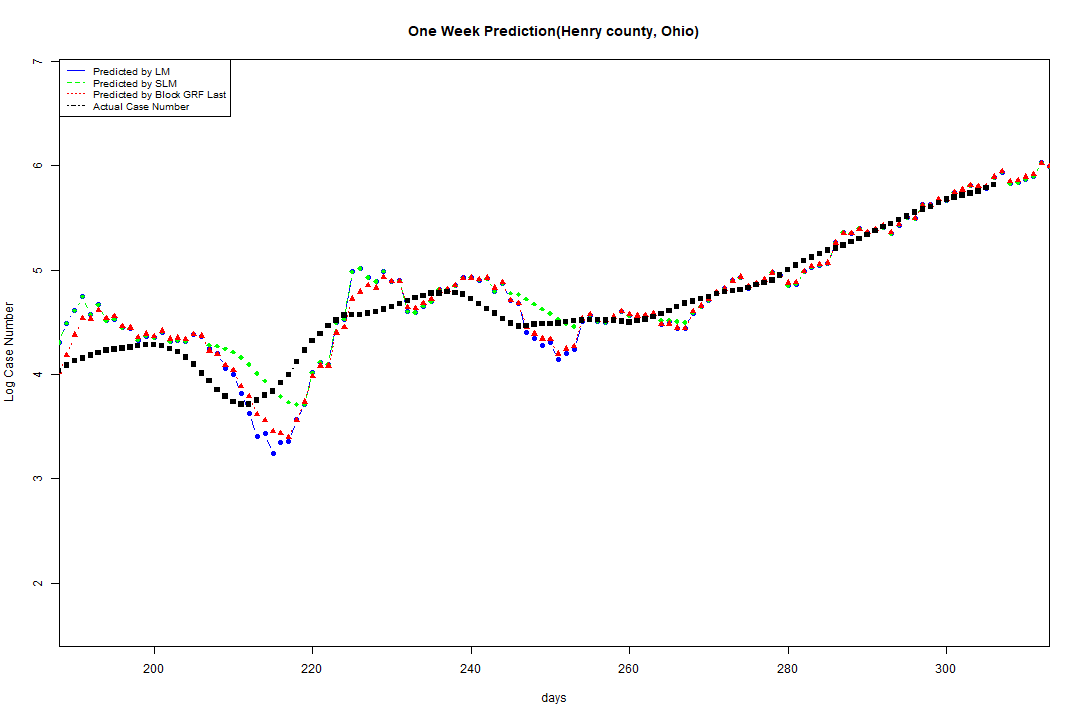 One Week Prediction(Henry county, Ohio)
7
6
5
4
3
2
Log Case Number
Predicted by LM
Predicted by SLM
Predicted by Block GRF Last
Actual Case Number
200 220 240 260 280 300
days